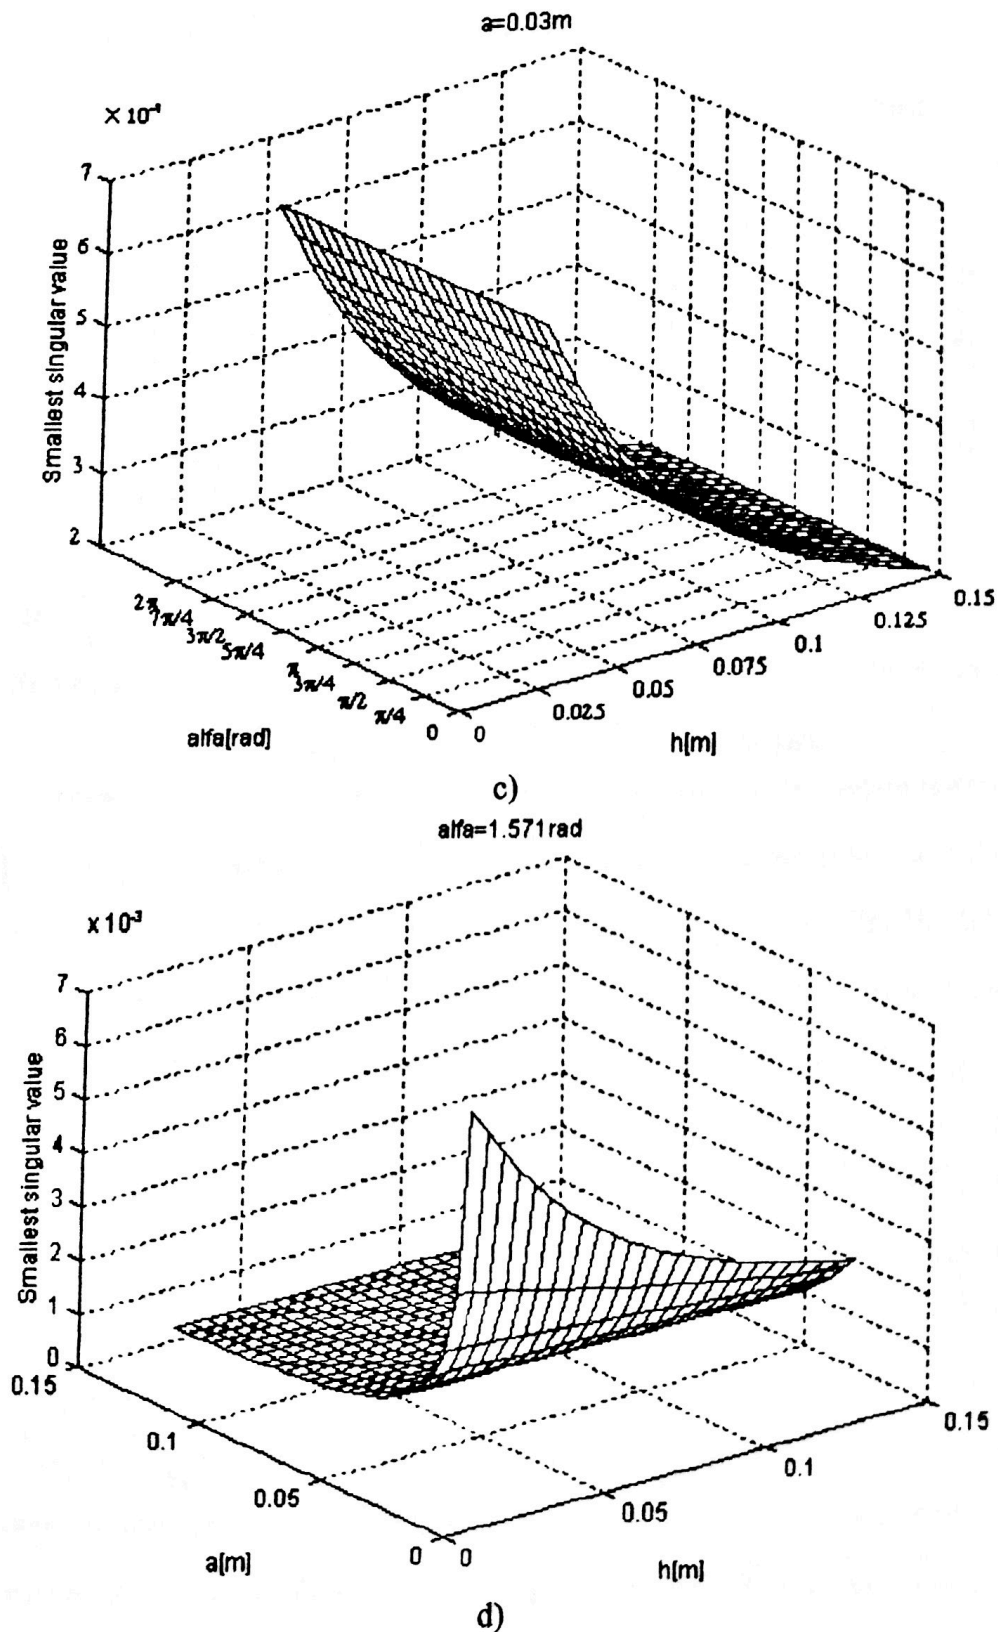 a=0.03m
× 10⁻⁴
7
6
5
4
3
2
Smallest singular value
2π
7π/4
3π/2
5π/4
π
3π/4
π/2
π/4
0
alfa[rad]
0
0.025
0.05
0.075
0.1
0.125
0.15
h[m]
c)
alfa=1.571rad
x 10⁻³
7
6
5
4
3
2
1
0
Smallest singular value
0.15
0.1
0.05
0
a[m]
0
0.05
0.1
0.15
h[m]
d)